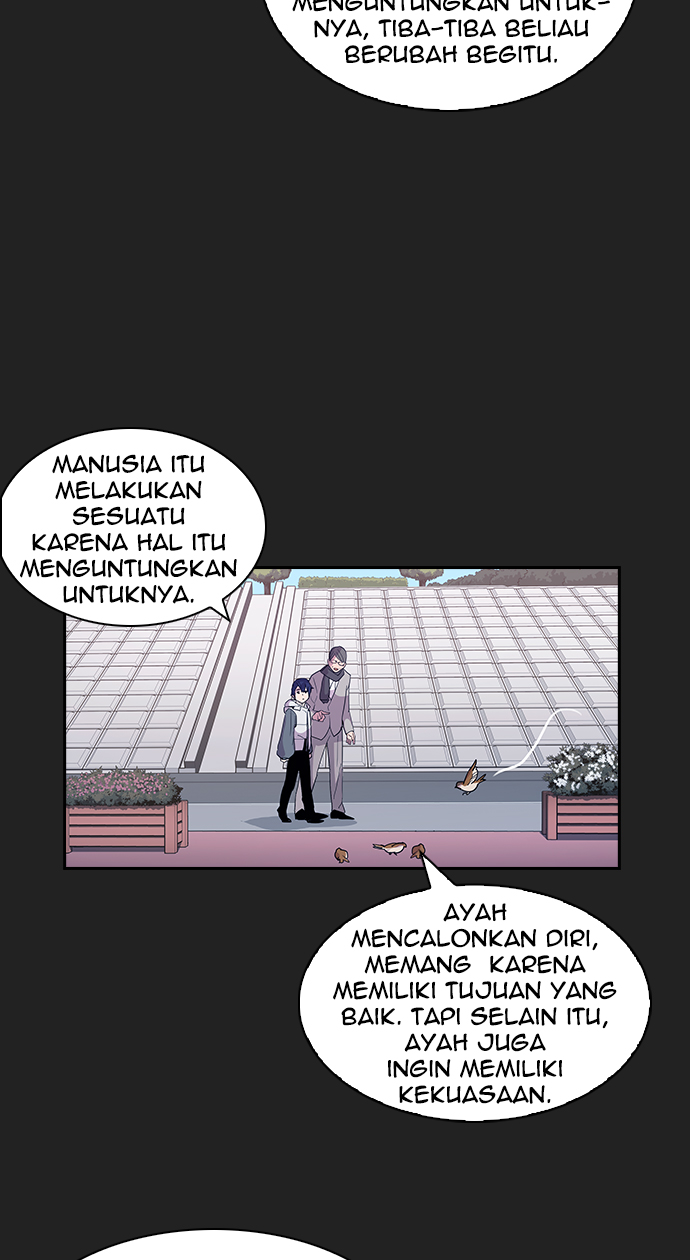 MENGUNTUNGKAN UNTUK-
NYA, TIBA-TIBA BELIAU
BERUBAH BEGITU.
MANUSIA ITU
MELAKUKAN
SESUATU
KARENA HAL ITU
MENGUNTUNGKAN
UNTUKNYA.
AYAH
MENCALONKAN DIRI,
MEMANG KARENA
MEMILIKI TUJUAN YANG
BAIK. TAPI SELAIN ITU,
AYAH JUGA
INGIN MEMILIKI
KEKUASAAN.